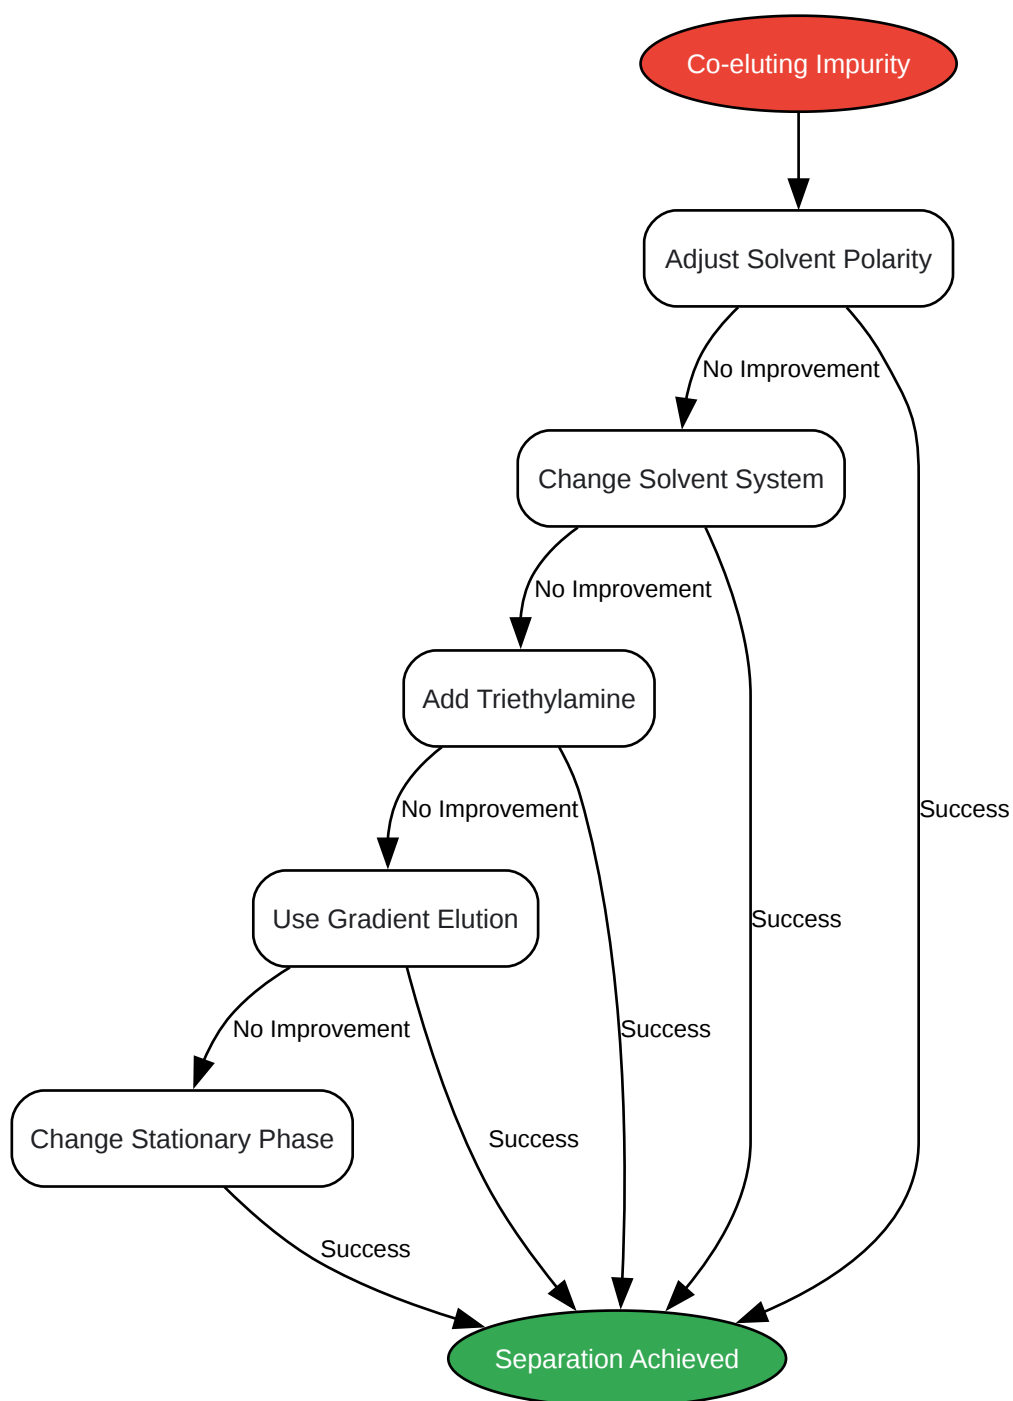 Co-eluting Impurity
Adjust Solvent Polarity
No Improvement
Change Solvent System
No Improvement
Add Triethylamine
No Improvement
Success
Use Gradient Elution
Success
No Improvement
Success
Change Stationary Phase
Success
Success
Separation Achieved